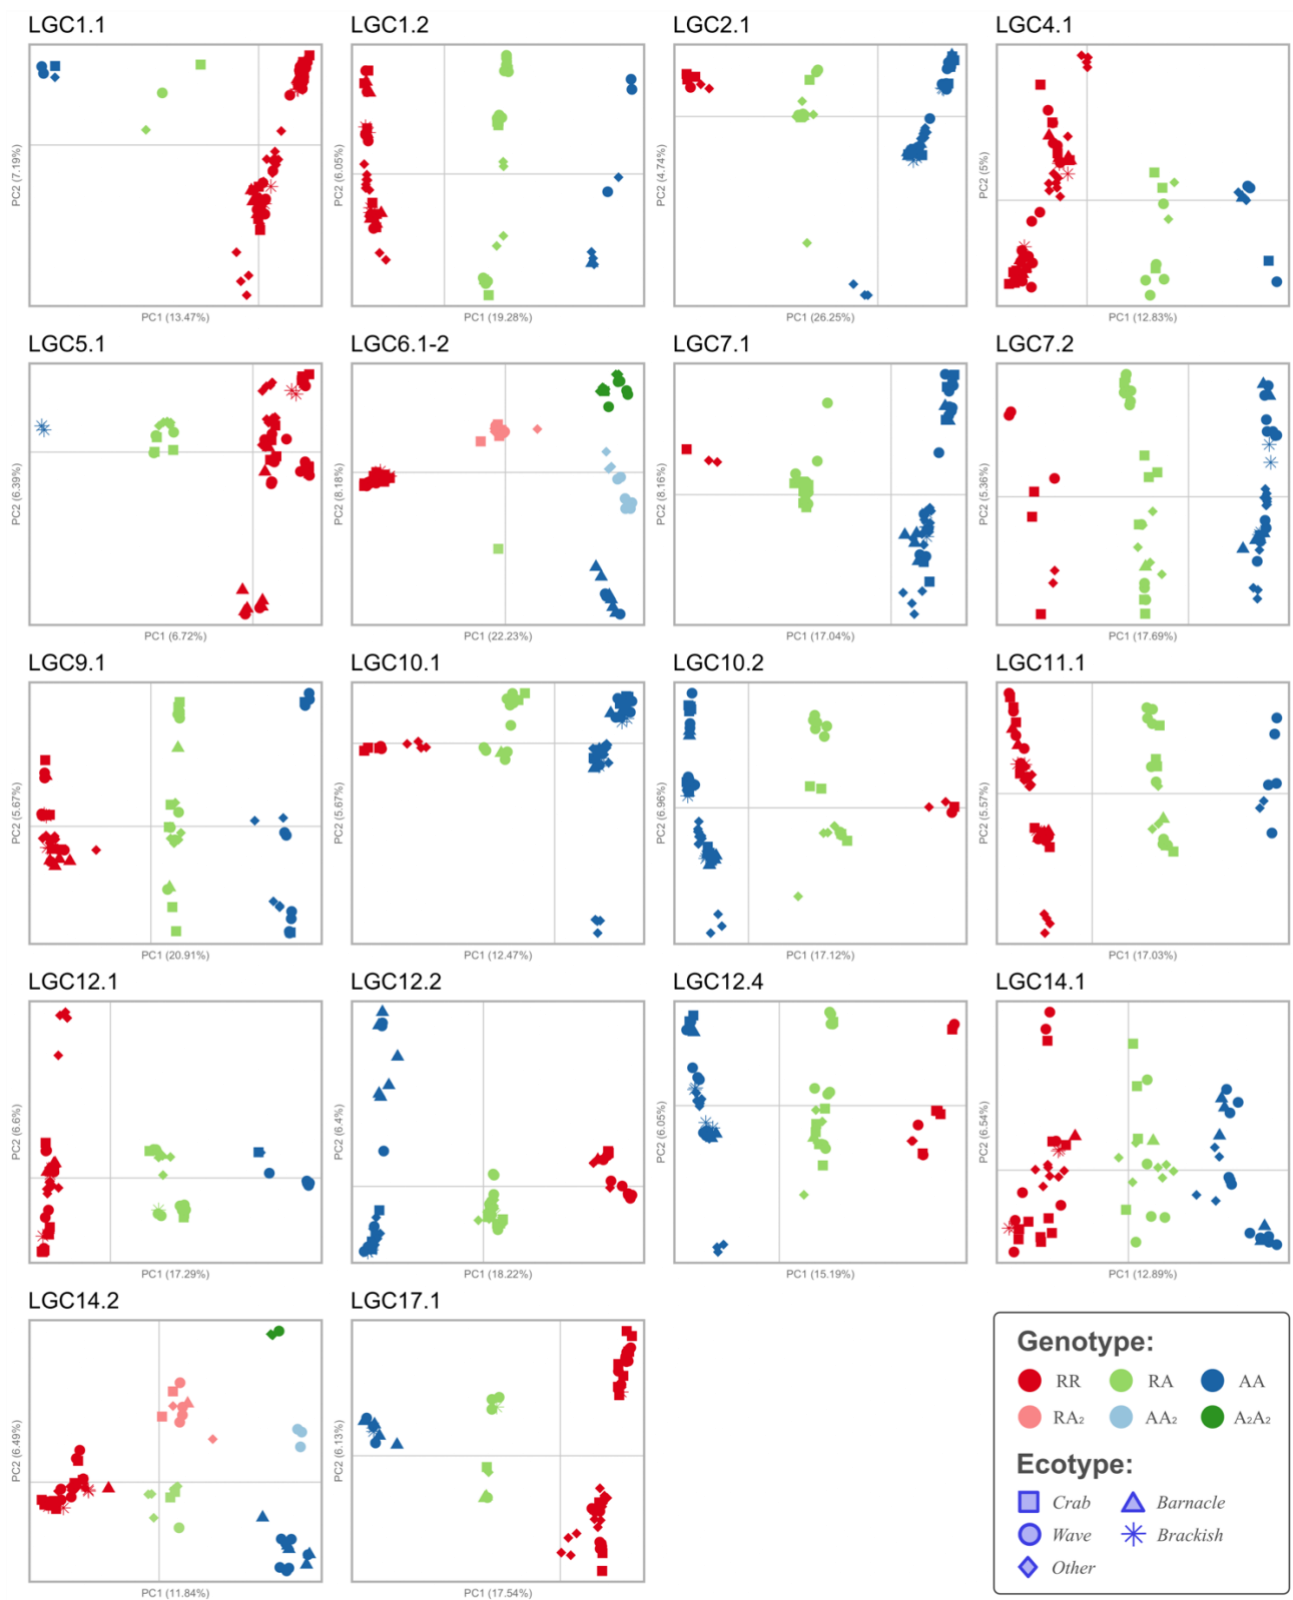 LGC1.1
LGC1.2
LGC2.1
LGC4.1
PC2 (7.19%)
PC2 (6.05%)
PC2 (4.74%)
PC2 (5%)
PC1 (13.47%)
PC1 (19.28%)
PC1 (26.25%)
PC1 (12.83%)
LGC5.1
LGC6.1-2
LGC7.1
LGC7.2
PC2 (6.39%)
PC2 (8.18%)
PC2 (8.16%)
PC2 (5.36%)
PC1 (6.72%)
PC1 (22.23%)
PC1 (17.04%)
PC1 (17.69%)
LGC9.1
LGC10.1
LGC10.2
LGC11.1
PC2 (5.67%)
PC2 (5.67%)
PC2 (6.96%)
PC2 (5.57%)
PC1 (20.91%)
PC1 (12.47%)
PC1 (17.12%)
PC1 (17.03%)
LGC12.1
LGC12.2
LGC12.4
LGC14.1
PC2 (6.6%)
PC2 (6.4%)
PC2 (6.05%)
PC2 (6.54%)
PC1 (17.29%)
PC1 (18.22%)
PC1 (15.19%)
PC1 (12.89%)
LGC14.2
LGC17.1
PC2 (6.49%)
PC2 (6.13%)
PC1 (11.84%)
PC1 (17.54%)
Genotype:
RR RA AA
RA₂ AA₂ A₂A₂
Ecotype:
Crab Barnacle
Wave Brackish
Other